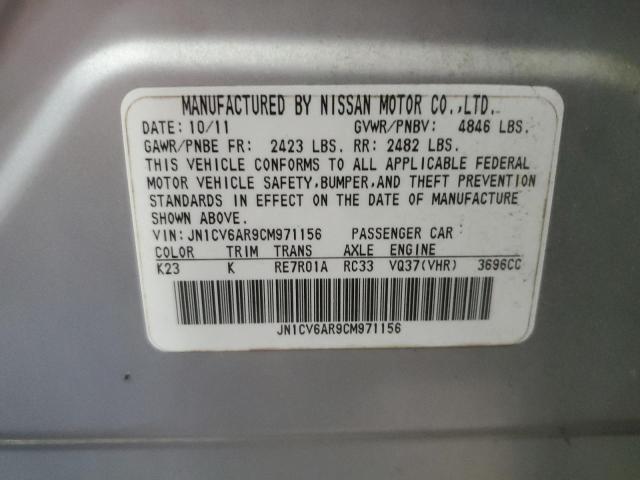 MANUFACTURED BY NISSAN MOTOR CO.,LTD.
DATE: 10/11 GVWR/PNBV: 4846 LBS.
GAWR/PNBE FR: 2423 LBS. RR: 2482 LBS.
THIS VEHICLE CONFORMS TO ALL APPLICABLE FEDERAL
MOTOR VEHICLE SAFETY,BUMPER,AND THEFT PREVENTION
STANDARDS IN EFFECT ON THE DATE OF MANUFACTURE
SHOWN ABOVE.
VIN: JN1CV6AR9CM971156 PASSENGER CAR
COLOR TRIM TRANS AXLE ENGINE
K23 K RE7R01A RC33 VQ37(VHR) 3696CC
JN1CV6AR9CM971156